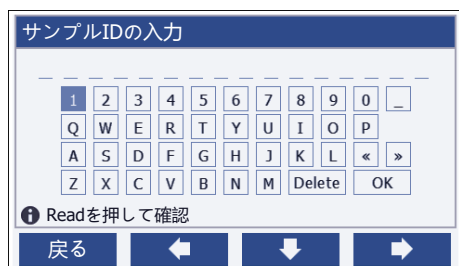 サンプルIDの入力
_ _ _ _ _ _ _ _ _ _ _ _ _ _ _
1 2 3 4 5 6 7 8 9 0 _
Q W E R T Y U I O P
A S D F G H J K L « »
Z X C V B N M Delete OK
Readを押して確認
戻る